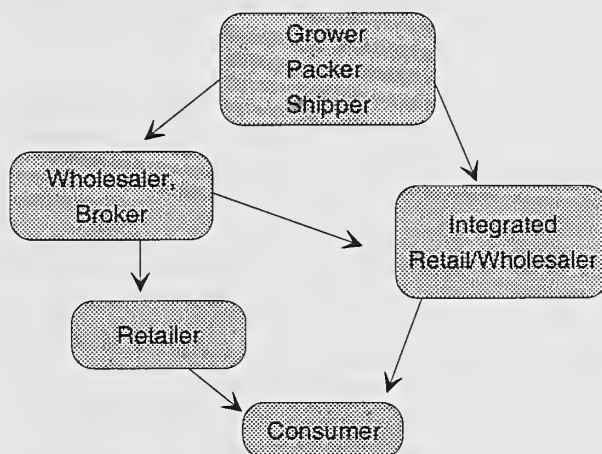 Grower
Packer
Shipper
Wholesaler,
Broker
Integrated
Retail/Wholesaler
Retailer
Consumer